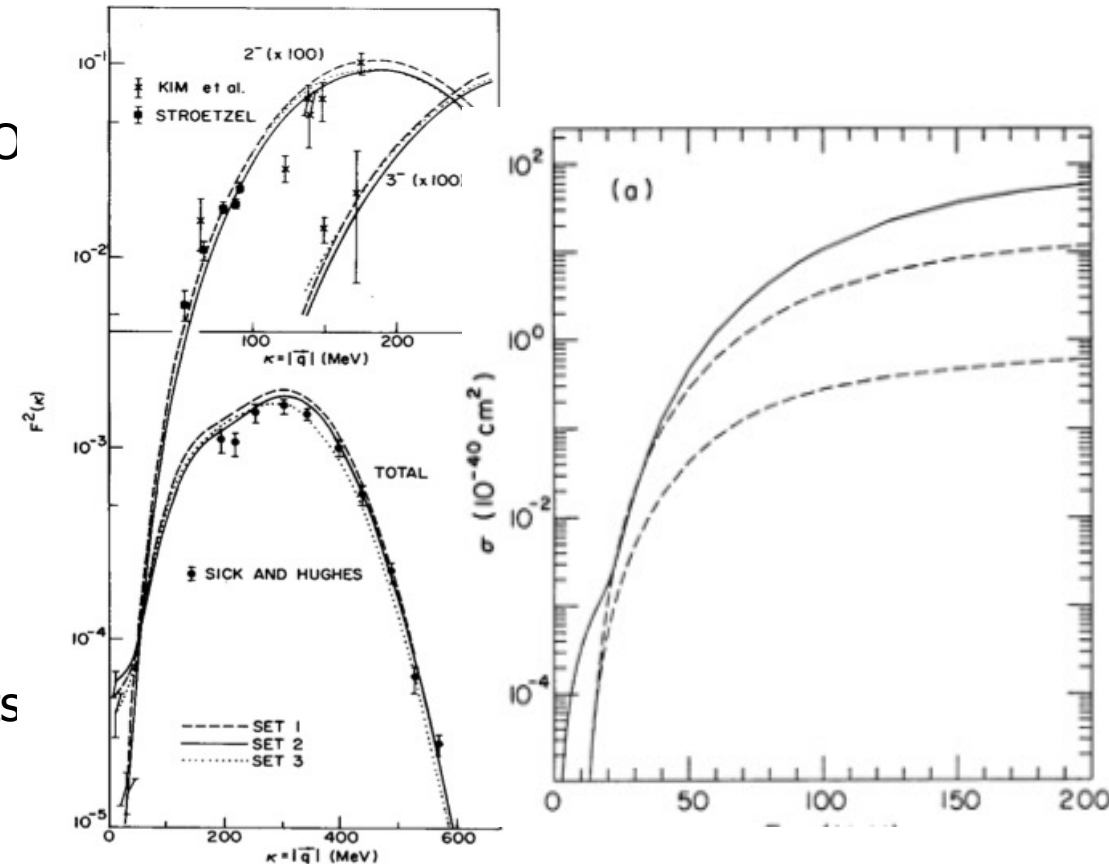 10⁻¹
2⁻ (x 100)
KIM et al.
STROETZEL
3⁻ (x 100)
10⁻²
100
200
κ=|q⃗| (MeV)
F²(κ)
10⁻³
TOTAL
SICK AND HUGHES
10⁻⁴
SET 1
SET 2
SET 3
10⁻⁵
0
200
400
600
κ=|q⃗| (MeV)
(a)
10²
10⁰
10⁻²
10⁻⁴
σ (10⁻⁴⁰ cm²)
0
50
100
150
200